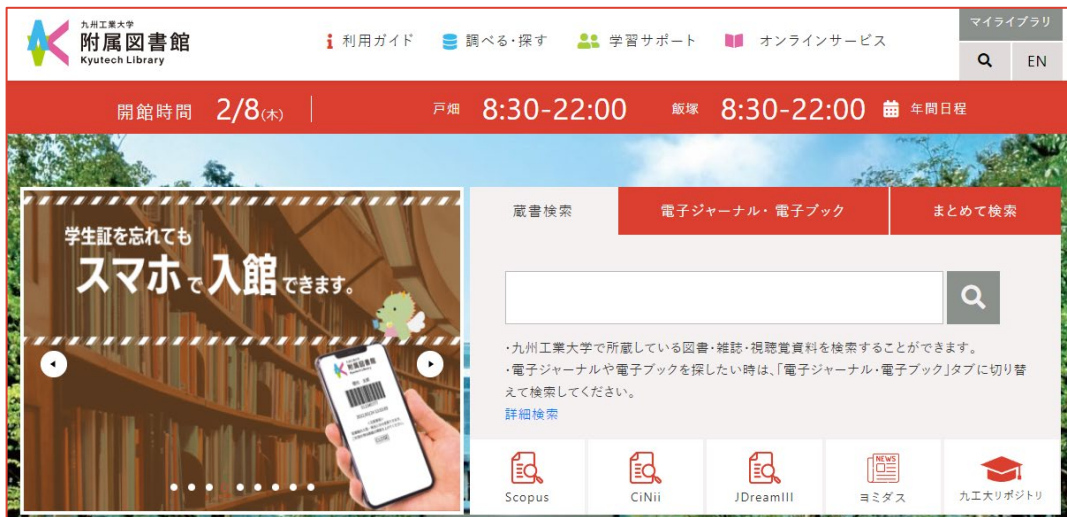 九州工業大学
附属図書館
Kyutech Library
利用ガイド 調べる・探す 学習サポート オンラインサービス
マイライブラリ
EN
開館時間 2/8(木) 戸畑 8:30-22:00 飯塚 8:30-22:00 年間日程
学生証を忘れても
スマホで入館できます。
附属図書館
蔵書検索 電子ジャーナル・電子ブック まとめて検索
・九州工業大学で所蔵している図書・雑誌・視聴覚資料を検索することができます。
・電子ジャーナルや電子ブックを探したい時は、「電子ジャーナル・電子ブック」タブに切り替
えて検索してください。
詳細検索
NEWS
Scopus CiNii JDreamIII ヨミダス 九工大リポジトリ